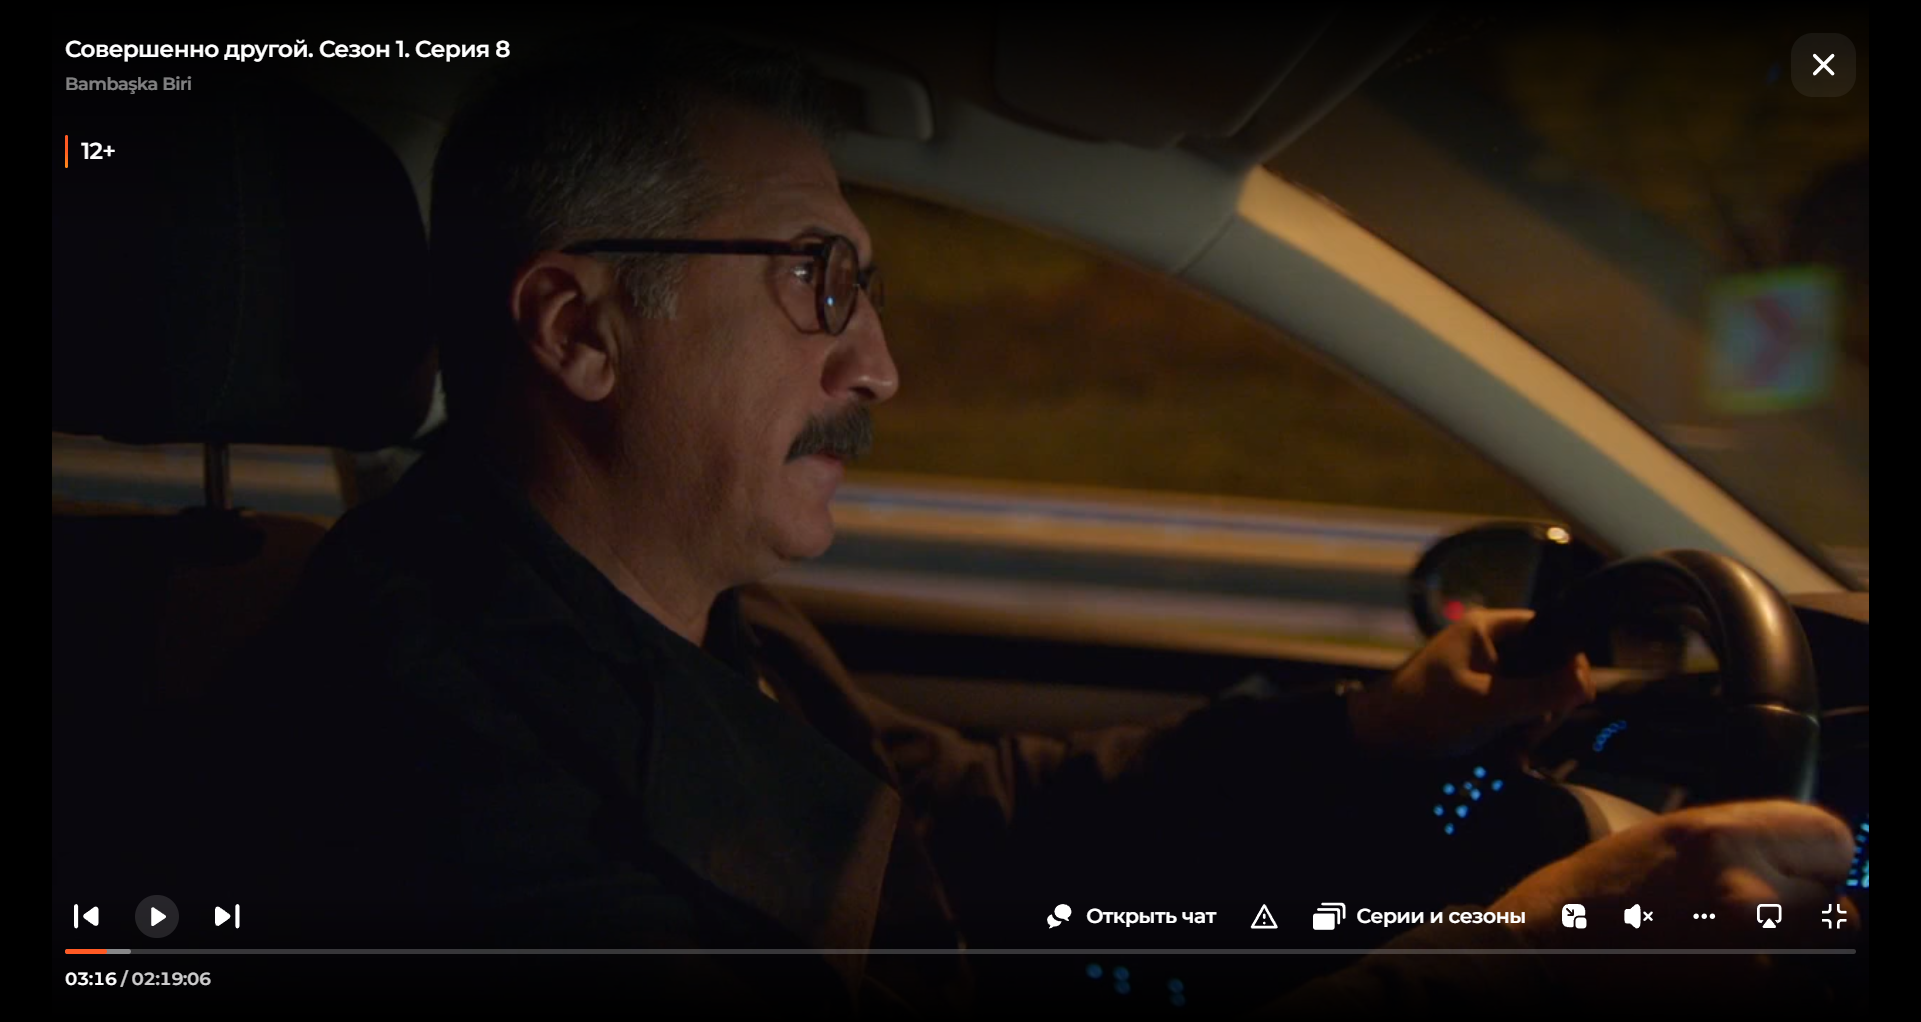 Совершенно другой. Сезон 1. Серия 8
Bambaşka Biri
12+
Открыть чат
Серии и сезоны
03:16 / 02:19:06